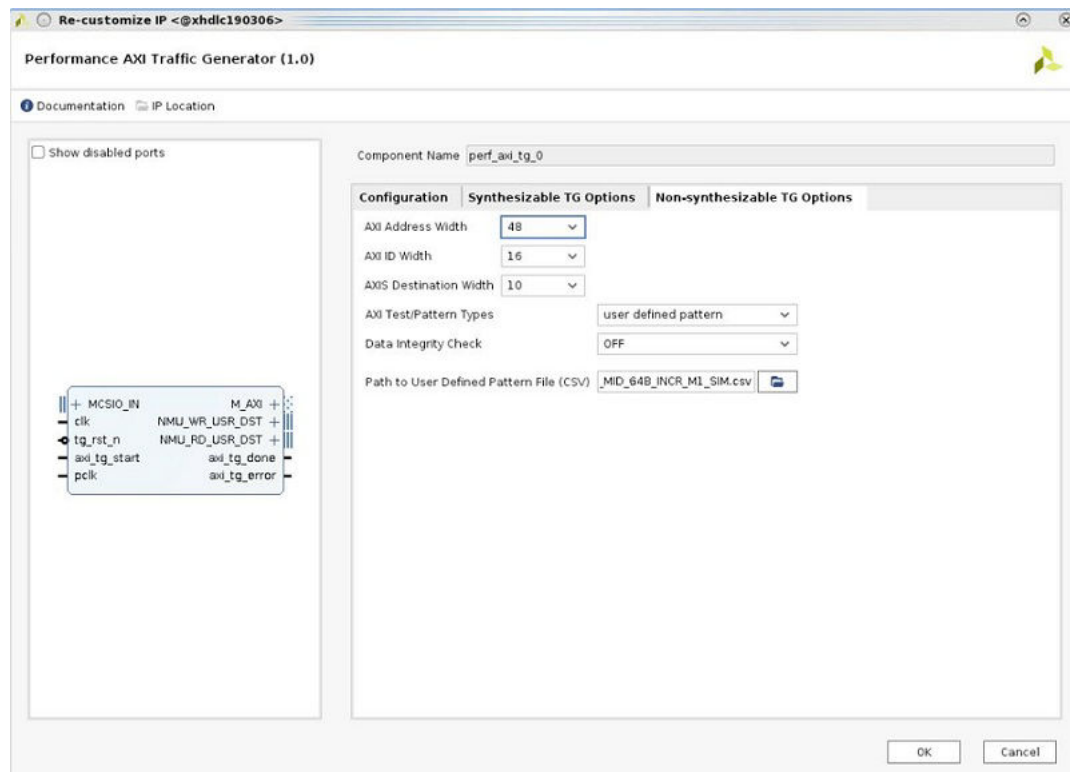 Re-customize IP <@xhdlc190306>
Performance AXI Traffic Generator (1.0)
Documentation IP Location
Show disabled ports
MCSIO_IN M_AXI
clk NMU_WR_USR_DST
tg_rst_n NMU_RD_USR_DST
axi_tg_start axi_tg_done
pclk axi_tg_error
Component Name perf_axi_tg_0
Configuration Synthesizable TG Options Non-synthesizable TG Options
AXI Address Width 48
AXI ID Width 16
AXIS Destination Width 10
AXI Test/Pattern Types user defined pattern
Data Integrity Check OFF
Path to User Defined Pattern File (CSV) _MID_64B_INCR_M1_SIM.csv
OK Cancel